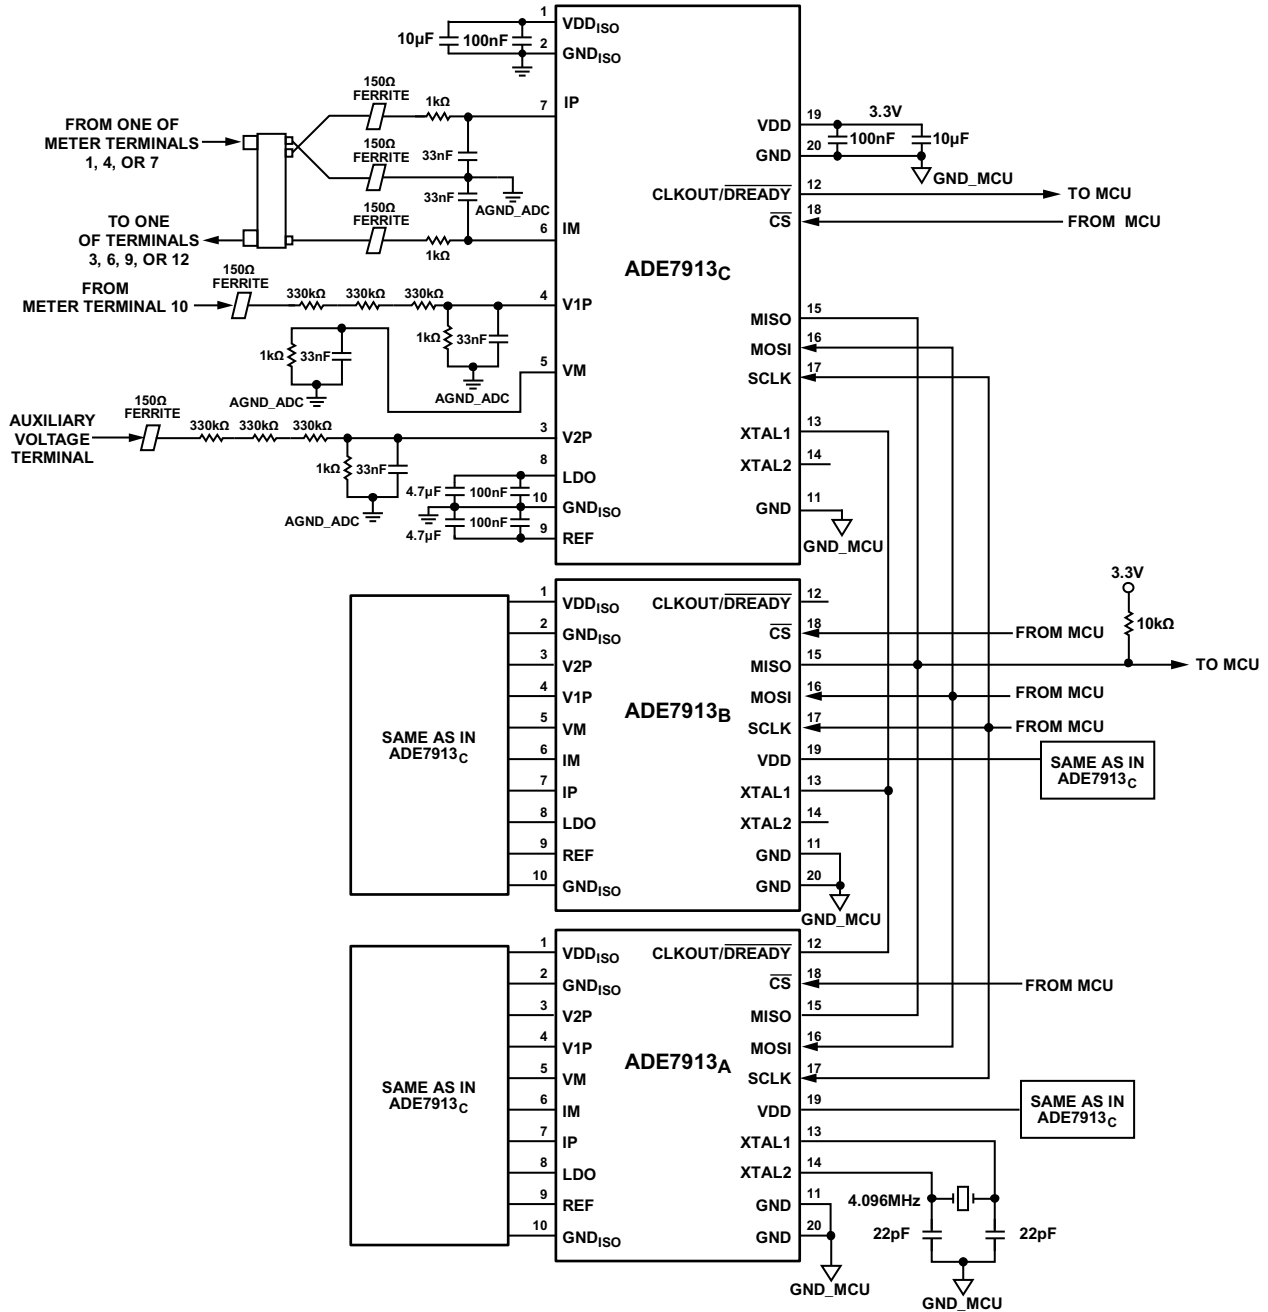 1
VDDISO
10µF
100nF
2
GNDISO
150Ω
FERRITE
1kΩ
7
IP
FROM ONE OF
METER TERMINALS
1, 4, OR 7
150Ω
FERRITE
33nF
33nF
AGND_ADC
150Ω
FERRITE
TO ONE
OF TERMINALS
3, 6, 9, OR 12
1kΩ
6
IM
ADE7913C
19
3.3V
VDD
100nF
10µF
20
GND
GND_MCU
12
CLKOUT/DREADY
TO MCU
18
CS
FROM MCU
FROM
METER TERMINAL 10
150Ω
FERRITE
330kΩ
330kΩ
330kΩ
4
V1P
1kΩ
33nF
AGND_ADC
1kΩ
33nF
AGND_ADC
5
VM
15
MISO
16
MOSI
17
SCLK
AUXILIARY
VOLTAGE
TERMINAL
150Ω
FERRITE
330kΩ
330kΩ
330kΩ
3
V2P
1kΩ
33nF
AGND_ADC
13
XTAL1
14
XTAL2
8
LDO
4.7µF
100nF
10
GNDISO
4.7µF
100nF
9
REF
11
GND
GND_MCU
SAME AS IN
ADE7913C
1
VDDISO
2
GNDISO
3
V2P
4
V1P
5
VM
6
IM
7
IP
8
LDO
9
REF
10
GNDISO
ADE7913B
CLKOUT/DREADY
12
CS
18
FROM MCU
MISO
15
3.3V
10kΩ
TO MCU
MOSI
16
FROM MCU
SCLK
17
FROM MCU
VDD
19
SAME AS IN
ADE7913C
XTAL1
13
XTAL2
14
GND
11
GND
20
GND_MCU
SAME AS IN
ADE7913C
1
VDDISO
2
GNDISO
3
V2P
4
V1P
5
VM
6
IM
7
IP
8
LDO
9
REF
10
GNDISO
ADE7913A
CLKOUT/DREADY
12
CS
18
FROM MCU
MISO
15
MOSI
16
SCLK
17
VDD
19
SAME AS IN
ADE7913C
XTAL1
13
XTAL2
14
4.096MHz
22pF
22pF
GND
11
GND
20
GND_MCU
GND_MCU